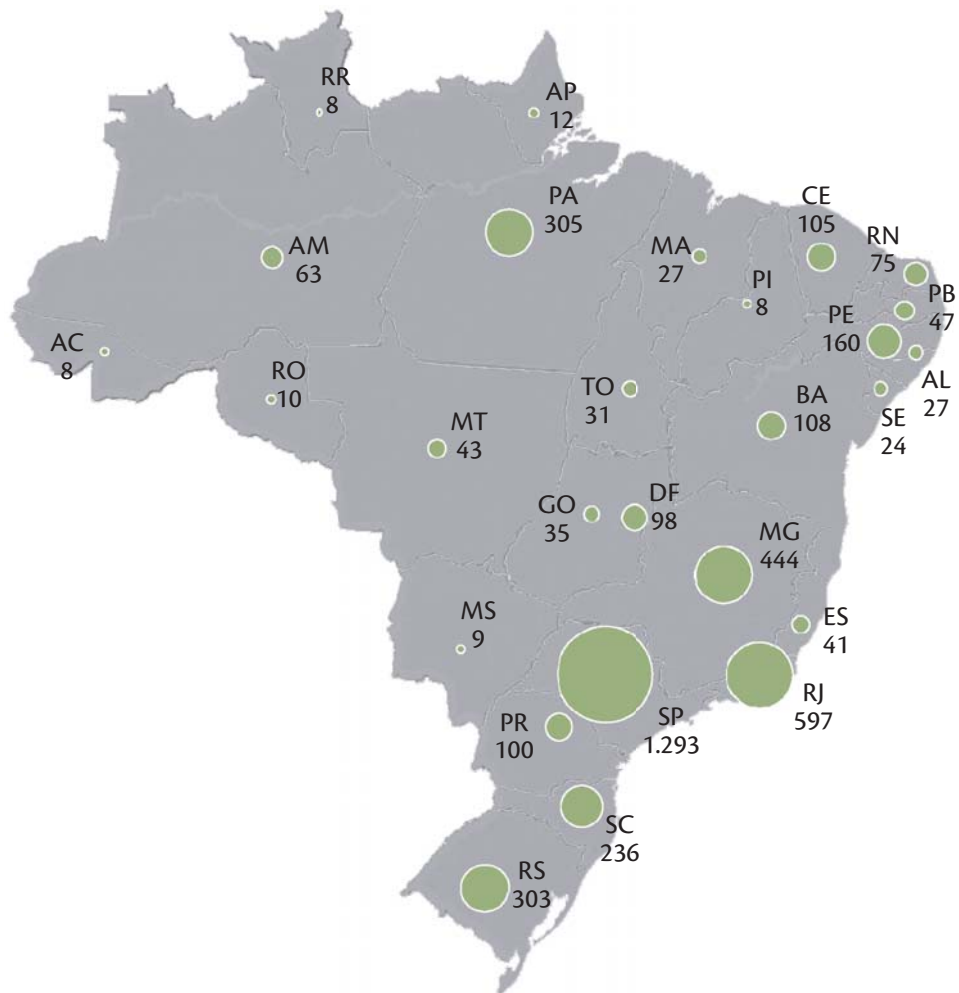 RR
8
AP
12
PA
305
CE
105
RN
75
AM
63
MA
27
PI
8
PB
47
PE
160
AC
8
RO
10
TO
31
BA
108
AL
27
SE
24
MT
43
GO
35
DF
98
MG
444
MS
9
ES
41
RJ
597
SP
1.293
PR
100
SC
236
RS
303